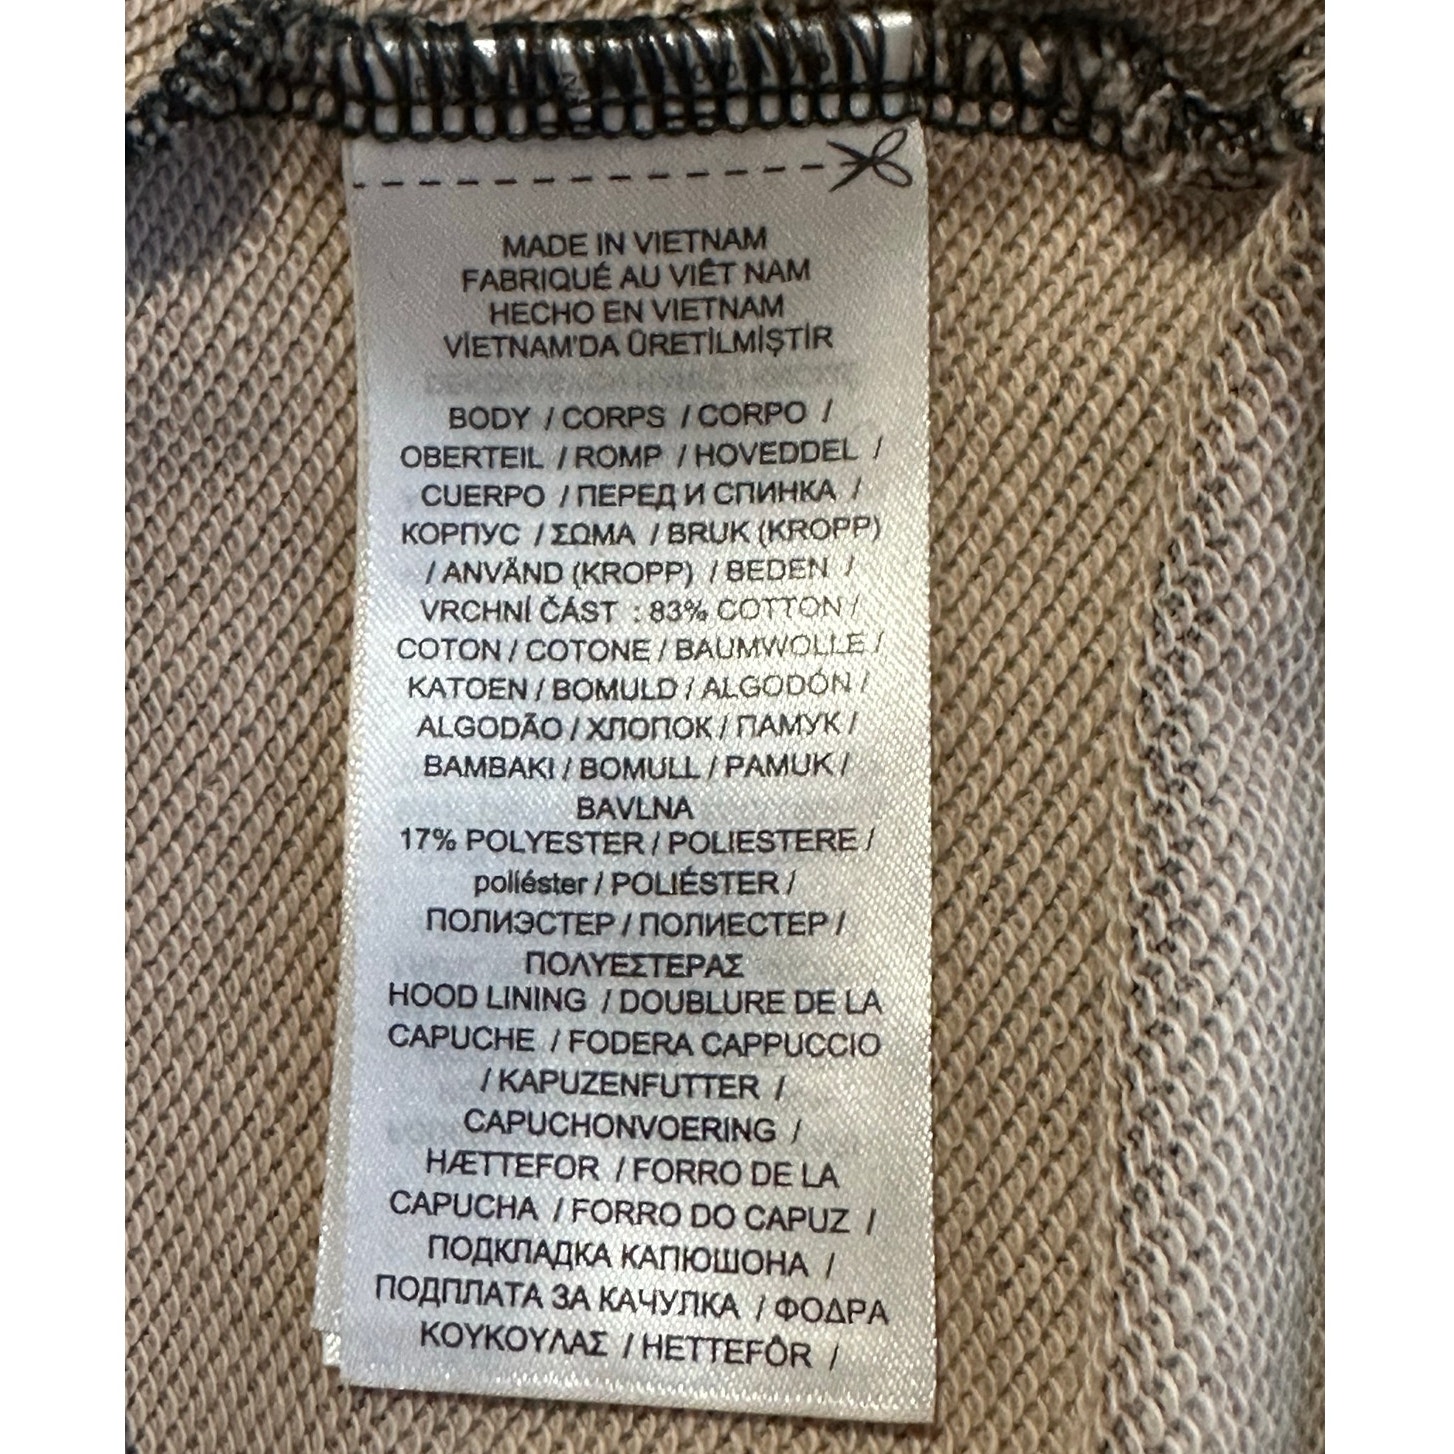 MADE IN VIETNAM
FABRIQUÉ AU VIÊT NAM
HECHO EN VIETNAM
VİETNAM'DA ÜRETİLMİŞTİR
BODY / CORPS / CORPO /
OBERTEIL / ROMP / HOVEDDEL /
CUERPO / ПЕРЕД И СПИНКА /
КОРПУС / ΣΩΜΑ / BRUK (KROPP)
/ ANVÄND (KROPP) / BEDEN /
VRCHNÍ ČÁST : 83% COTTON /
COTON / COTONE / BAUMWOLLE /
KATOEN / BOMULD / ALGODÓN /
ALGODÃO / ХЛОПОК / ПАМУК /
ΒΑΜΒΑΚΙ / BOMULL / PAMUK /
BAVLNA
17% POLYESTER / POLIESTERE /
poliéster / POLIÉSTER /
ПОЛИЭСТЕР / ПОЛИЕСТЕР /
ΠΟΛΥΕΣΤΕΡΑΣ
HOOD LINING / DOUBLURE DE LA
CAPUCHE / FODERA CAPPUCCIO
/ KAPUZENFUTTER /
CAPUCHONVOERING /
HÆTTEFOR / FORRO DE LA
CAPUCHA / FORRO DO CAPUZ /
ПОДКЛАДКА КАПЮШОНА /
ПОДПЛАТА ЗА КАЧУЛКА / ΦΟΔΡΑ
ΚΟΥΚΟΥΛΑΣ / HETTEFÔR /